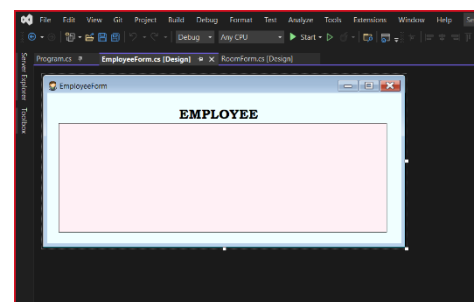 File Edit View Git Project Build Debug Format Test Analyze Tools Extensions Window Help
Debug Any CPU Start
Program.cs EmployeeForm.cs [Design] RoomForm.cs [Design]
Server Explorer
Toolbox
EmployeeForm
EMPLOYEE